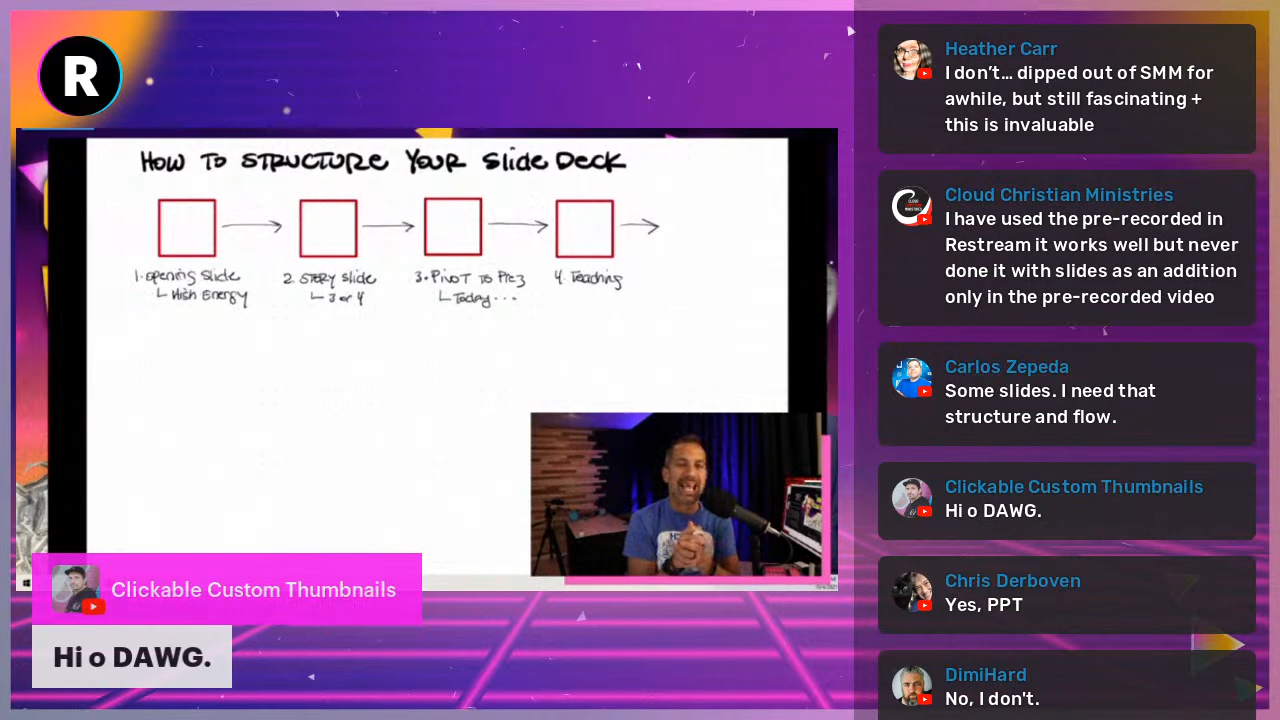 R
HOW TO STRUCTURE YOUR Slide Deck
1. opening Slide
└ High Energy
2. STORY Slide
└ 3 or 4
3. PivoT To Pt.3
└ Today...
4. Teaching
Clickable Custom Thumbnails
Hi o DAWG.
Heather Carr
I don’t… dipped out of SMM for
awhile, but still fascinating +
this is invaluable
Cloud Christian Ministries
I have used the pre-recorded in
Restream it works well but never
done it with slides as an addition
only in the pre-recorded video
Carlos Zepeda
Some slides. I need that
structure and flow.
Clickable Custom Thumbnails
Hi o DAWG.
Chris Derboven
Yes, PPT
DimiHard
No, I don't.